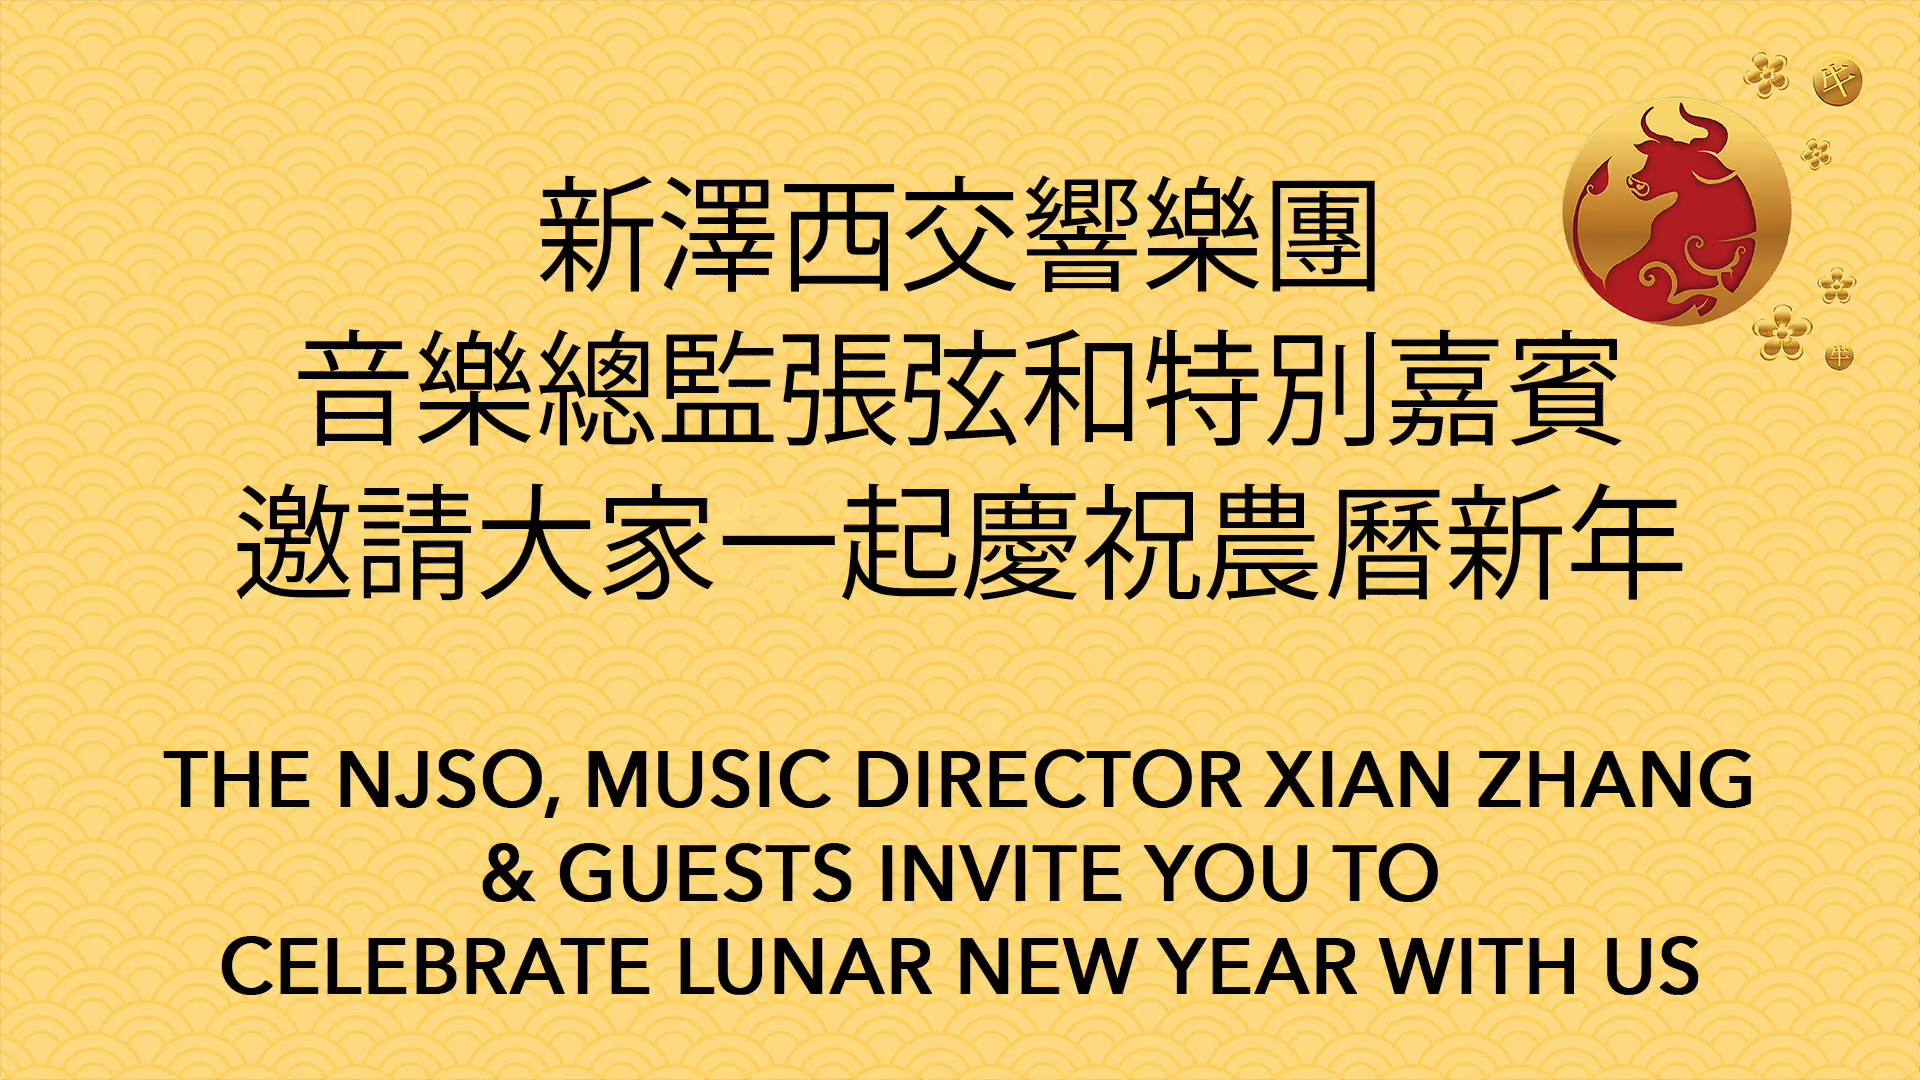 牛
新澤西交響樂團
音樂總監張弦和特別嘉賓
牛
邀請大家一起慶祝農曆新年
THE NJSO, MUSIC DIRECTOR XIAN ZHANG
& GUESTS INVITE YOU TO
CELEBRATE LUNAR NEW YEAR WITH US